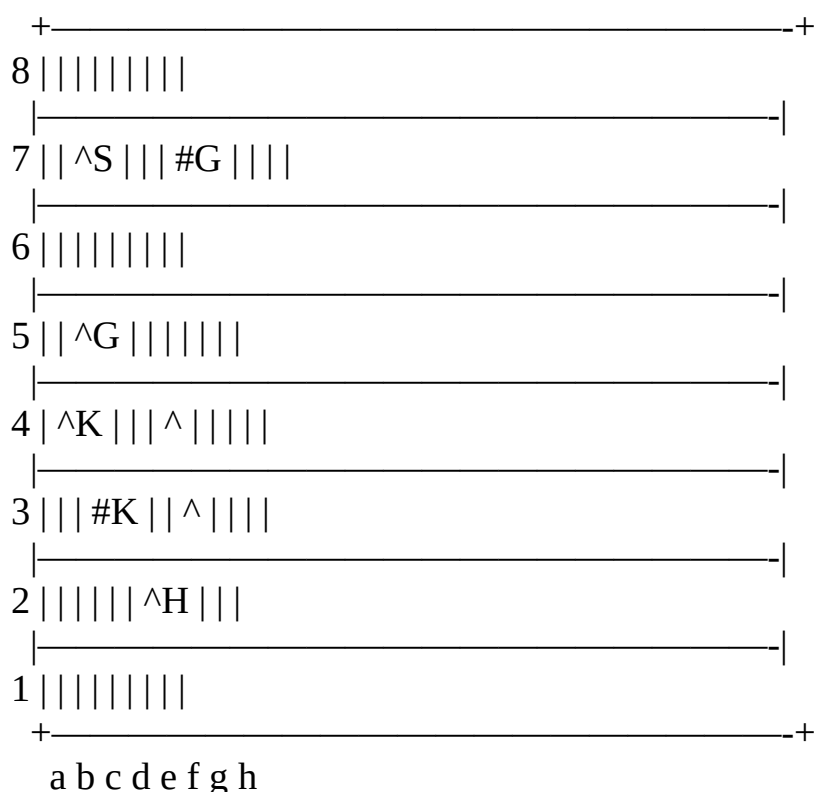 +—————————————————————————————-+
8 | | | | | | | | |
|—————————————————————————————-|
7 | | ^S | | | #G | | | |
|—————————————————————————————-|
6 | | | | | | | | |
|—————————————————————————————-|
5 | | ^G | | | | | | |
|—————————————————————————————-|
4 | ^K | | | ^ | | | | |
|—————————————————————————————-|
3 | | | #K | | ^ | | | |
|—————————————————————————————-|
2 | | | | | | ^H | | |
|—————————————————————————————-|
1 | | | | | | | | |
+—————————————————————————————-+
a b c d e f g h